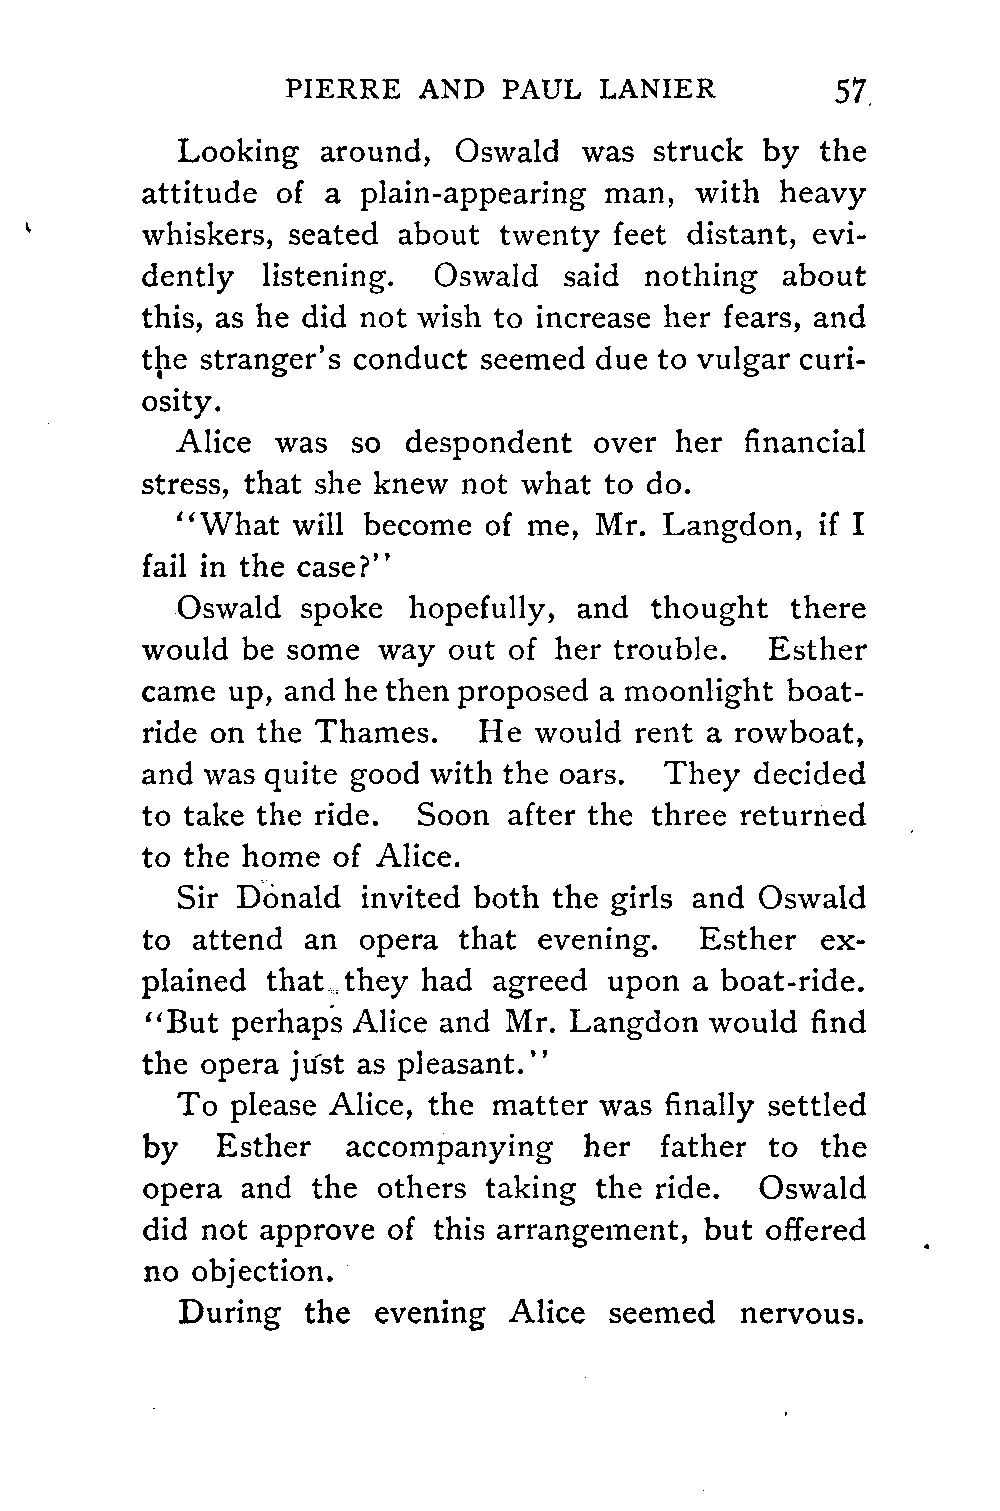 PIERRE AND PAUL LANIER 57
Looking around, Oswald was struck by the
attitude of a plain-appearing man, with heavy
whiskers, seated about twenty feet distant, evi-
dently listening. Oswald said nothing about
this, as he did not wish to increase her fears, and
the stranger's conduct seemed due to vulgar curi-
osity.
Alice was so despondent over her financial
stress, that she knew not what to do.
"What will become of me, Mr. Langdon, if I
fail in the case?"
Oswald spoke hopefully, and thought there
would be some way out of her trouble. Esther
came up, and he then proposed a moonlight boat-
ride on the Thames. He would rent a rowboat,
and was quite good with the oars. They decided
to take the ride. Soon after the three returned
to the home of Alice.
Sir Donald invited both the girls and Oswald
to attend an opera that evening. Esther ex-
plained that they had agreed upon a boat-ride.
"But perhaps Alice and Mr. Langdon would find
the opera just as pleasant."
To please Alice, the matter was finally settled
by Esther accompanying her father to the
opera and the others taking the ride. Oswald
did not approve of this arrangement, but offered
no objection.
During the evening Alice seemed nervous.